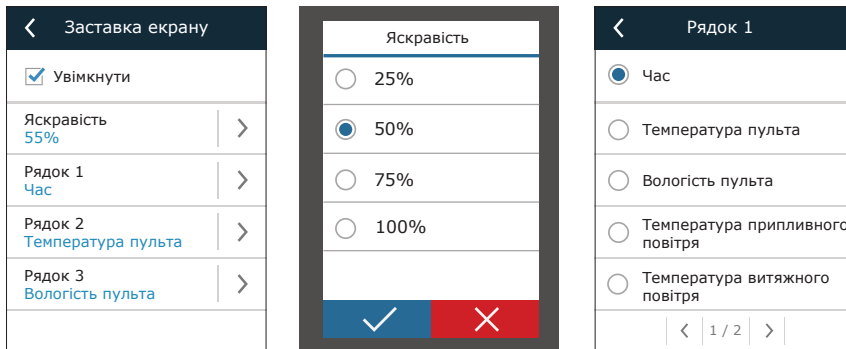 Заставка екрану
Увімкнути
Яскравість
55%
Рядок 1
Час
Рядок 2
Температура пульта
Рядок 3
Вологість пульта
Яскравість
25%
50%
75%
100%
Рядок 1
Час
Температура пульта
Вологість пульта
Температура припливного
повітря
Температура витяжного
повітря
1 / 2